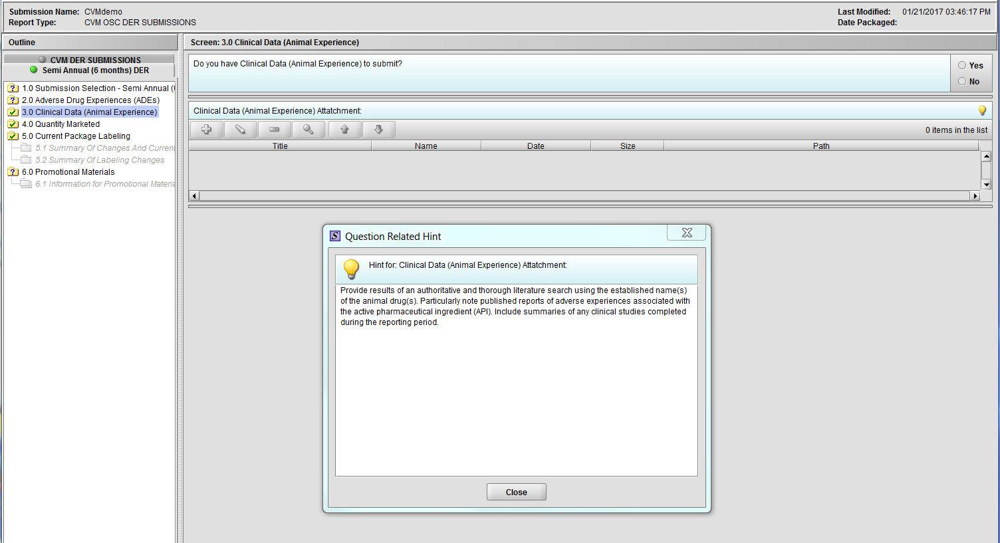 Submission Name: CVMdemo
Last Modified: 01/21/2017 03:46:17 PM
Report Type: CVM OSC DER SUBMISSIONS
Date Packaged:
Outline
CVM DER SUBMISSIONS
Semi Annual (6 months) DER
1.0 Submission Selection - Semi Annual (
2.0 Adverse Drug Experiences (ADEs)
3.0 Clinical Data (Animal Experience)
4.0 Quantity Marketed
5.0 Current Package Labeling
5.1 Summary Of Changes And Current
5.2 Summary Of Labeling Changes
6.0 Promotional Materials
6.1 Information for Promotional Materia
Screen: 3.0 Clinical Data (Animal Experience)
Do you have Clinical Data (Animal Experience) to submit?
Yes
No
Clinical Data (Animal Experience) Attatchment:
0 items in the list
Title Name Date Size Path
S Question Related Hint
Hint for: Clinical Data (Animal Experience) Attatchment:
Provide results of an authoritative and thorough literature search using the established name(s)
of the animal drug(s). Particularly note published reports of adverse experiences associated with
the active pharmaceutical ingredient (API). Include summaries of any clinical studies completed
during the reporting period.
Close